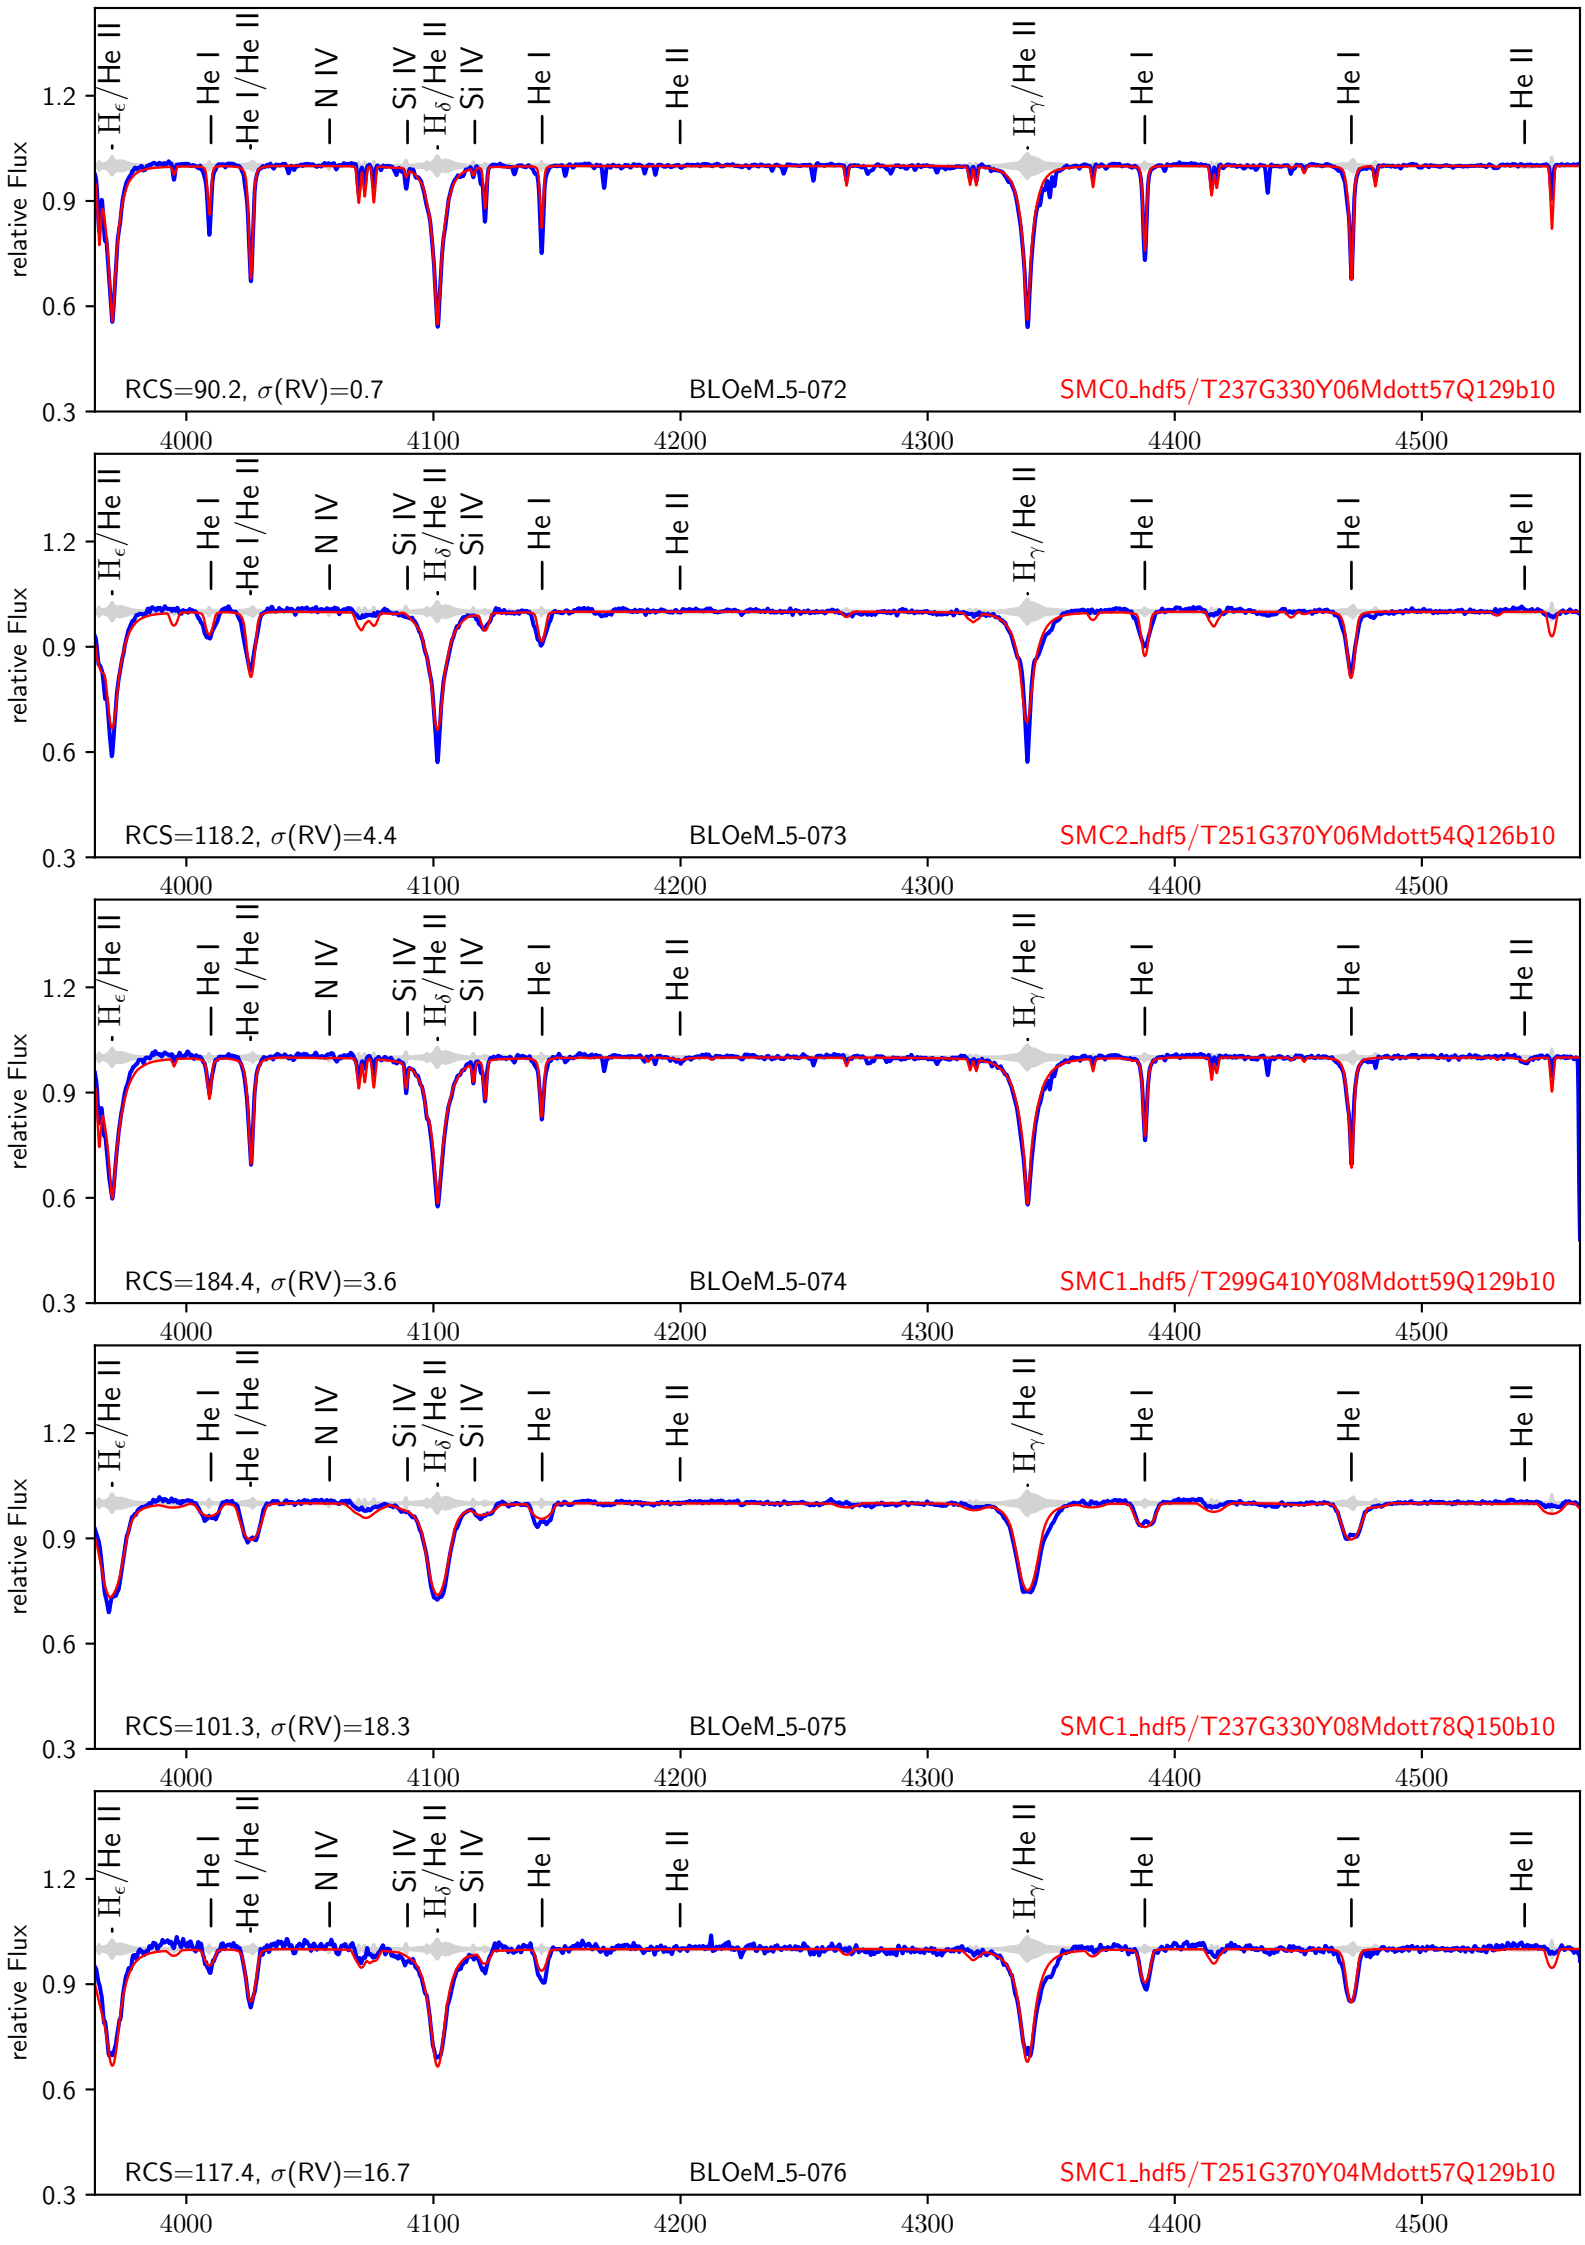 H_ϵ/He II He I He I/He II N IV Si IV H_δ/He II Si IV He I He II H_γ/He II He I He I He II
relative Flux
1.2
0.9
0.6
0.3
RCS=90.2, σ(RV)=0.7 BLOeM_5-072 SMC0_hdf5/T237G330Y06Mdott57Q129b10
4000 4100 4200 4300 4400 4500
H_ϵ/He II He I He I/He II N IV Si IV H_δ/He II Si IV He I He II H_γ/He II He I He I He II
relative Flux
1.2
0.9
0.6
0.3
RCS=118.2, σ(RV)=4.4 BLOeM_5-073 SMC2_hdf5/T251G370Y06Mdott54Q126b10
4000 4100 4200 4300 4400 4500
H_ϵ/He II He I He I/He II N IV Si IV H_δ/He II Si IV He I He II H_γ/He II He I He I He II
relative Flux
1.2
0.9
0.6
0.3
RCS=184.4, σ(RV)=3.6 BLOeM_5-074 SMC1_hdf5/T299G410Y08Mdott59Q129b10
4000 4100 4200 4300 4400 4500
H_ϵ/He II He I He I/He II N IV Si IV H_δ/He II Si IV He I He II H_γ/He II He I He I He II
relative Flux
1.2
0.9
0.6
0.3
RCS=101.3, σ(RV)=18.3 BLOeM_5-075 SMC1_hdf5/T237G330Y08Mdott78Q150b10
4000 4100 4200 4300 4400 4500
H_ϵ/He II He I He I/He II N IV Si IV H_δ/He II Si IV He I He II H_γ/He II He I He I He II
relative Flux
1.2
0.9
0.6
0.3
RCS=117.4, σ(RV)=16.7 BLOeM_5-076 SMC1_hdf5/T251G370Y04Mdott57Q129b10
4000 4100 4200 4300 4400 4500